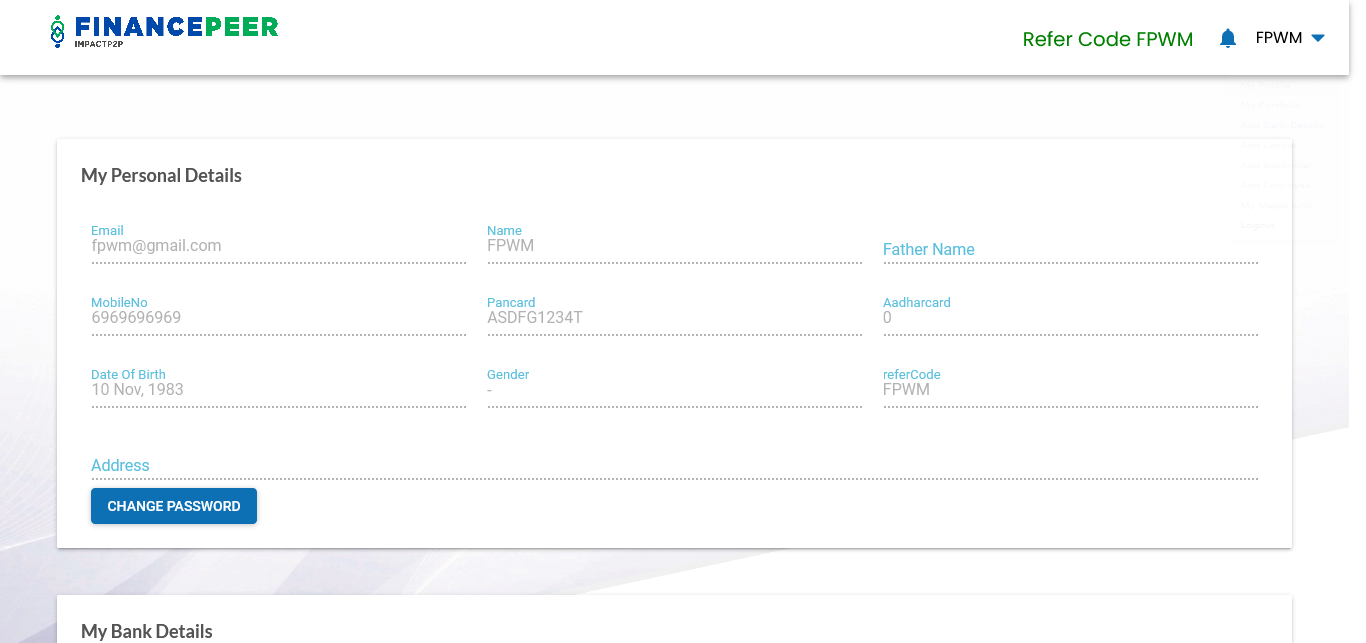 FINANCEPEER
IMPACTP2P
Refer Code FPWM
FPWM
My Personal Details
Email
fpwm@gmail.com
Name
FPWM
Father Name
MobileNo
6969696969
Pancard
ASDFG1234T
Aadharcard
0
Date Of Birth
10 Nov, 1983
Gender
-
referCode
FPWM
Address
CHANGE PASSWORD
My Bank Details